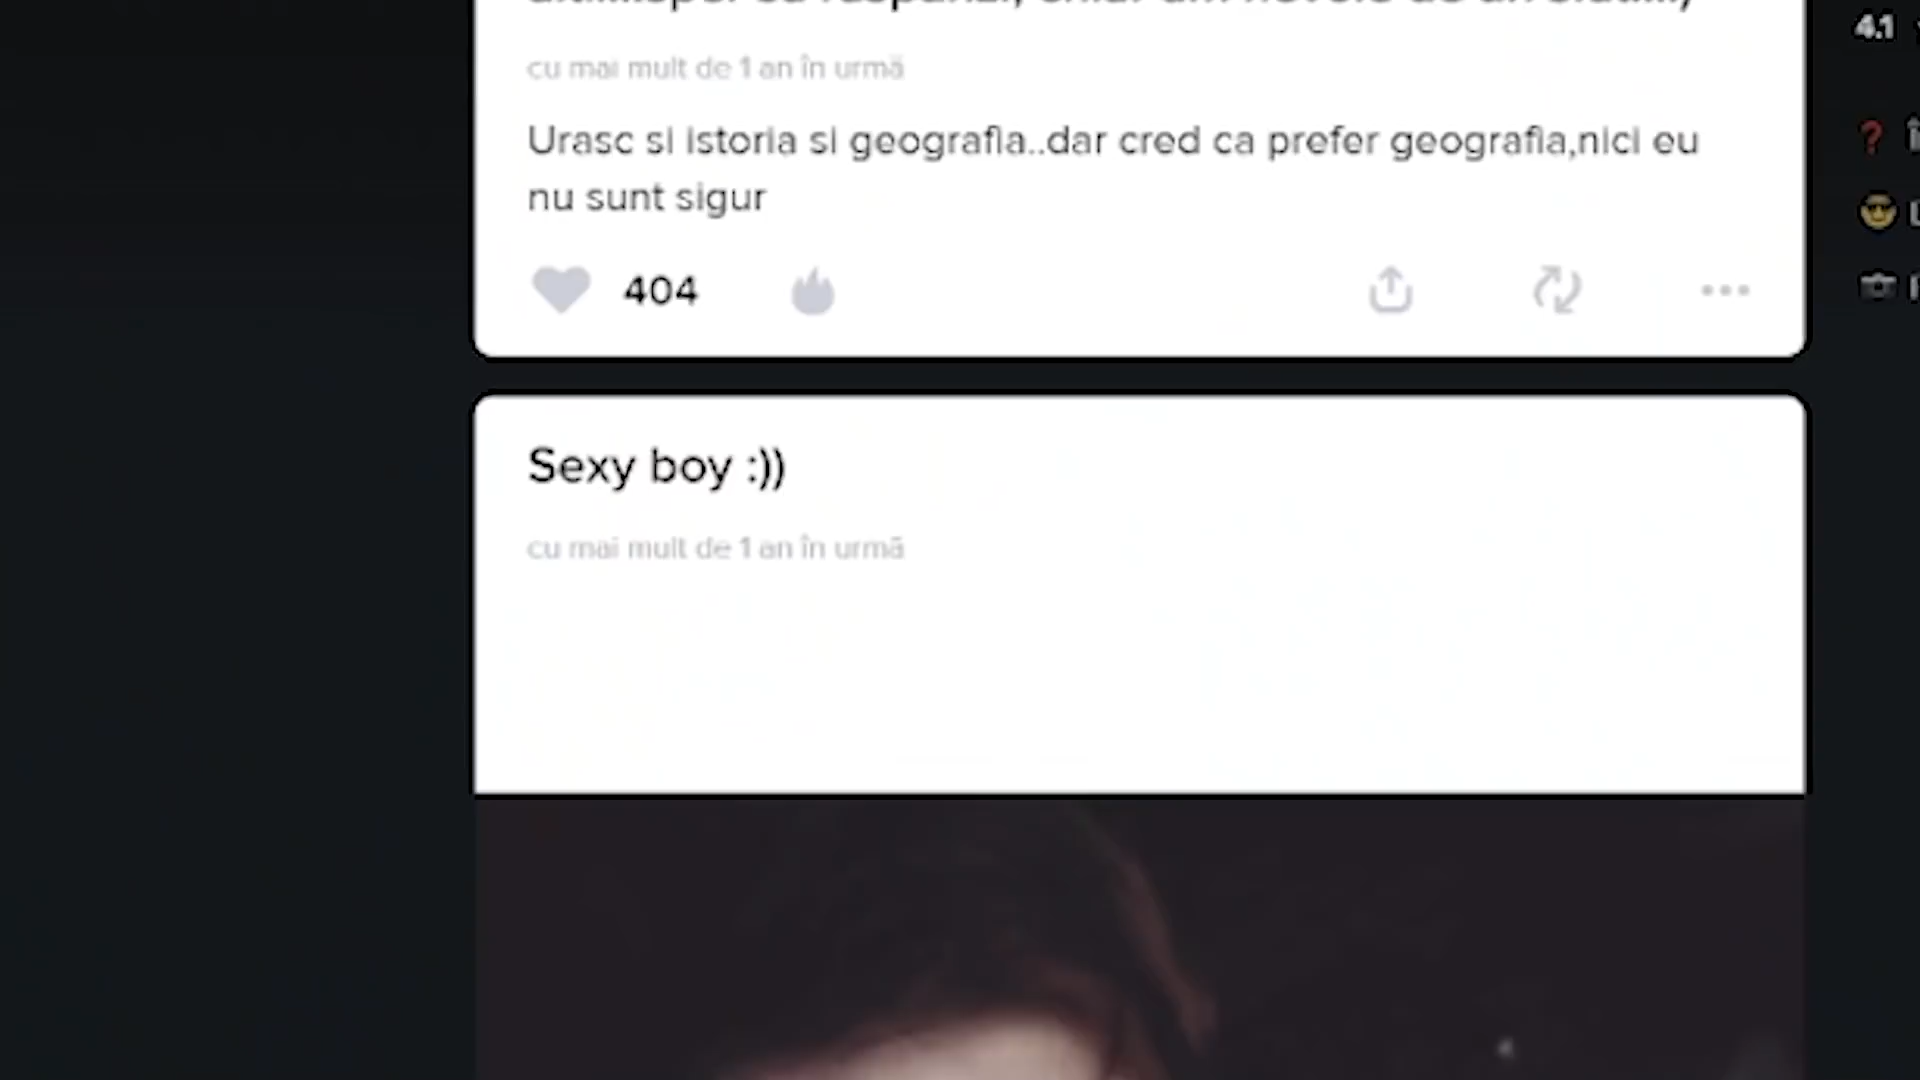 cu mai mult de 1 an în urmă
Urasc si istoria si geografia..dar cred ca prefer geografia,nici eu
nu sunt sigur
404
Sexy boy :))
cu mai mult de 1 an în urmă
4.1